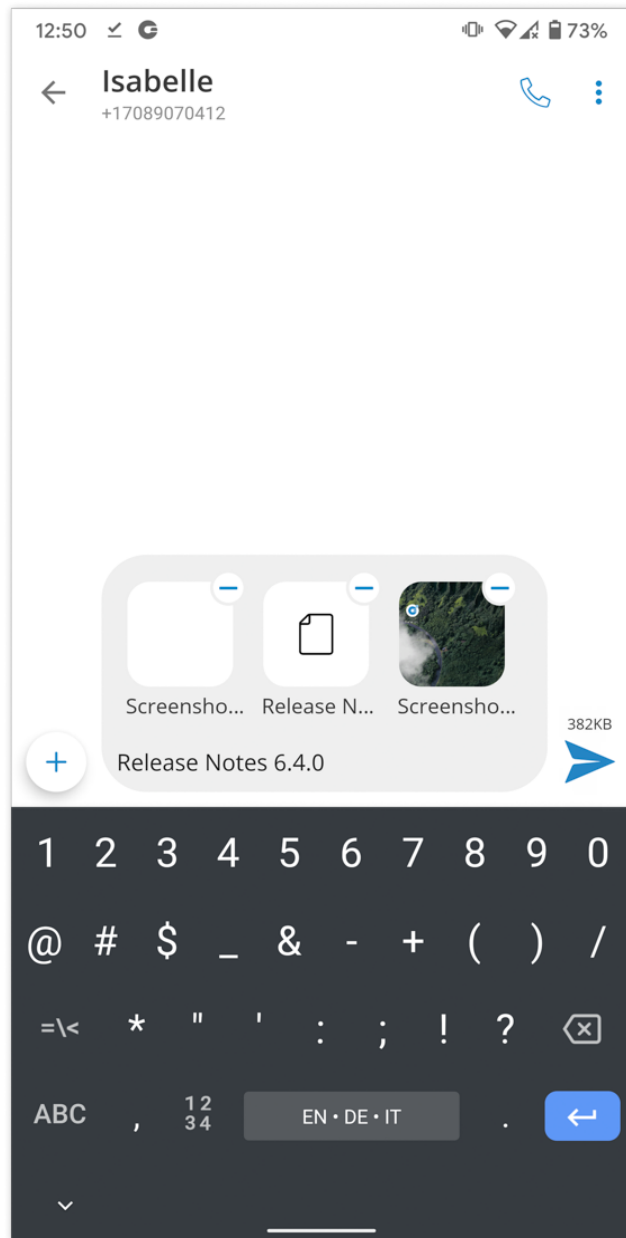 12:50 73%
Isabelle
+17089070412
Screensho... Release N... Screensho...
382KB
Release Notes 6.4.0
1 2 3 4 5 6 7 8 9 0
@ # $ _ & - + ( ) /
=\< * " ' : ; ! ?
ABC , 12 34 EN • DE • IT .